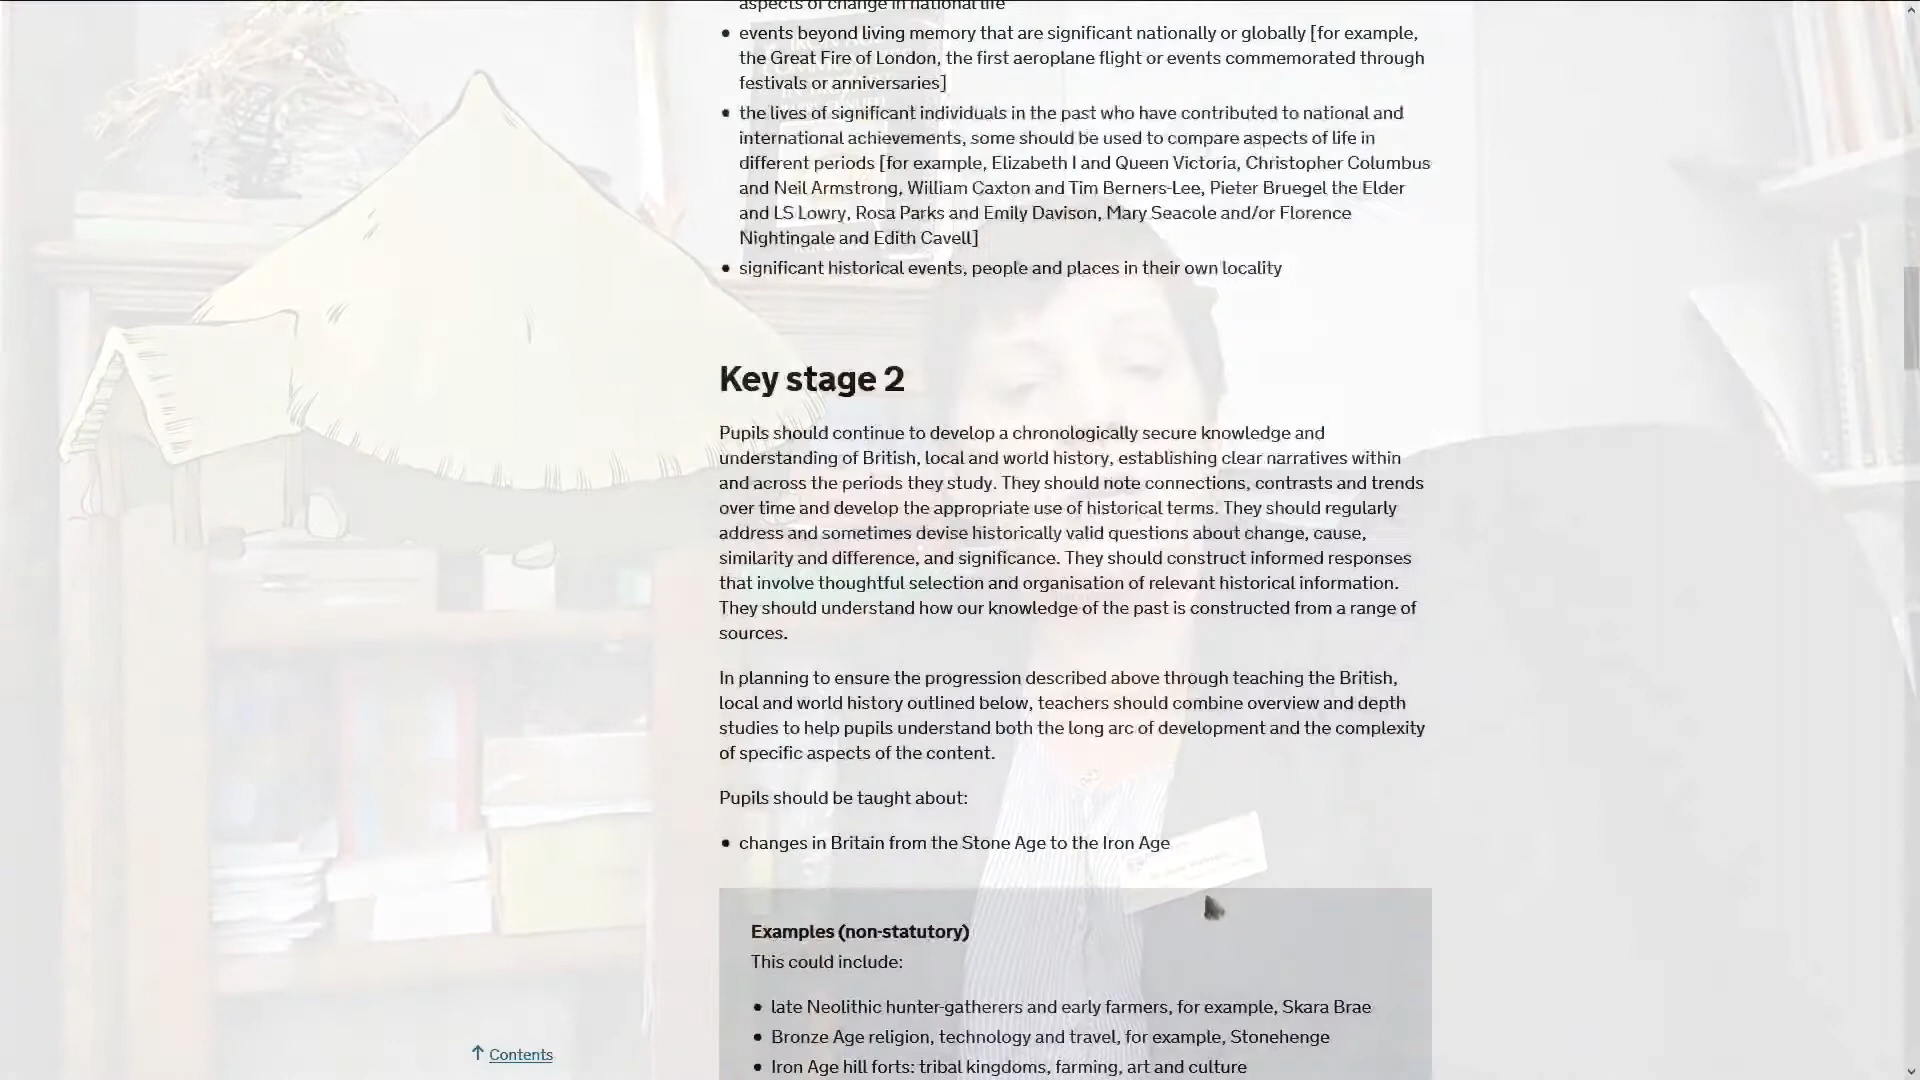 aspects of change in national life
• events beyond living memory that are significant nationally or globally [for example,
the Great Fire of London, the first aeroplane flight or events commemorated through
festivals or anniversaries]
• the lives of significant individuals in the past who have contributed to national and
international achievements, some should be used to compare aspects of life in
different periods [for example, Elizabeth I and Queen Victoria, Christopher Columbus
and Neil Armstrong, William Caxton and Tim Berners-Lee, Pieter Bruegel the Elder
and LS Lowry, Rosa Parks and Emily Davison, Mary Seacole and/or Florence
Nightingale and Edith Cavell]
• significant historical events, people and places in their own locality
Key stage 2
Pupils should continue to develop a chronologically secure knowledge and
understanding of British, local and world history, establishing clear narratives within
and across the periods they study. They should note connections, contrasts and trends
over time and develop the appropriate use of historical terms. They should regularly
address and sometimes devise historically valid questions about change, cause,
similarity and difference, and significance. They should construct informed responses
that involve thoughtful selection and organisation of relevant historical information.
They should understand how our knowledge of the past is constructed from a range of
sources.
In planning to ensure the progression described above through teaching the British,
local and world history outlined below, teachers should combine overview and depth
studies to help pupils understand both the long arc of development and the complexity
of specific aspects of the content.
Pupils should be taught about:
• changes in Britain from the Stone Age to the Iron Age
Examples (non-statutory)
This could include:
• late Neolithic hunter-gatherers and early farmers, for example, Skara Brae
• Bronze Age religion, technology and travel, for example, Stonehenge
• Iron Age hill forts: tribal kingdoms, farming, art and culture
↑ Contents